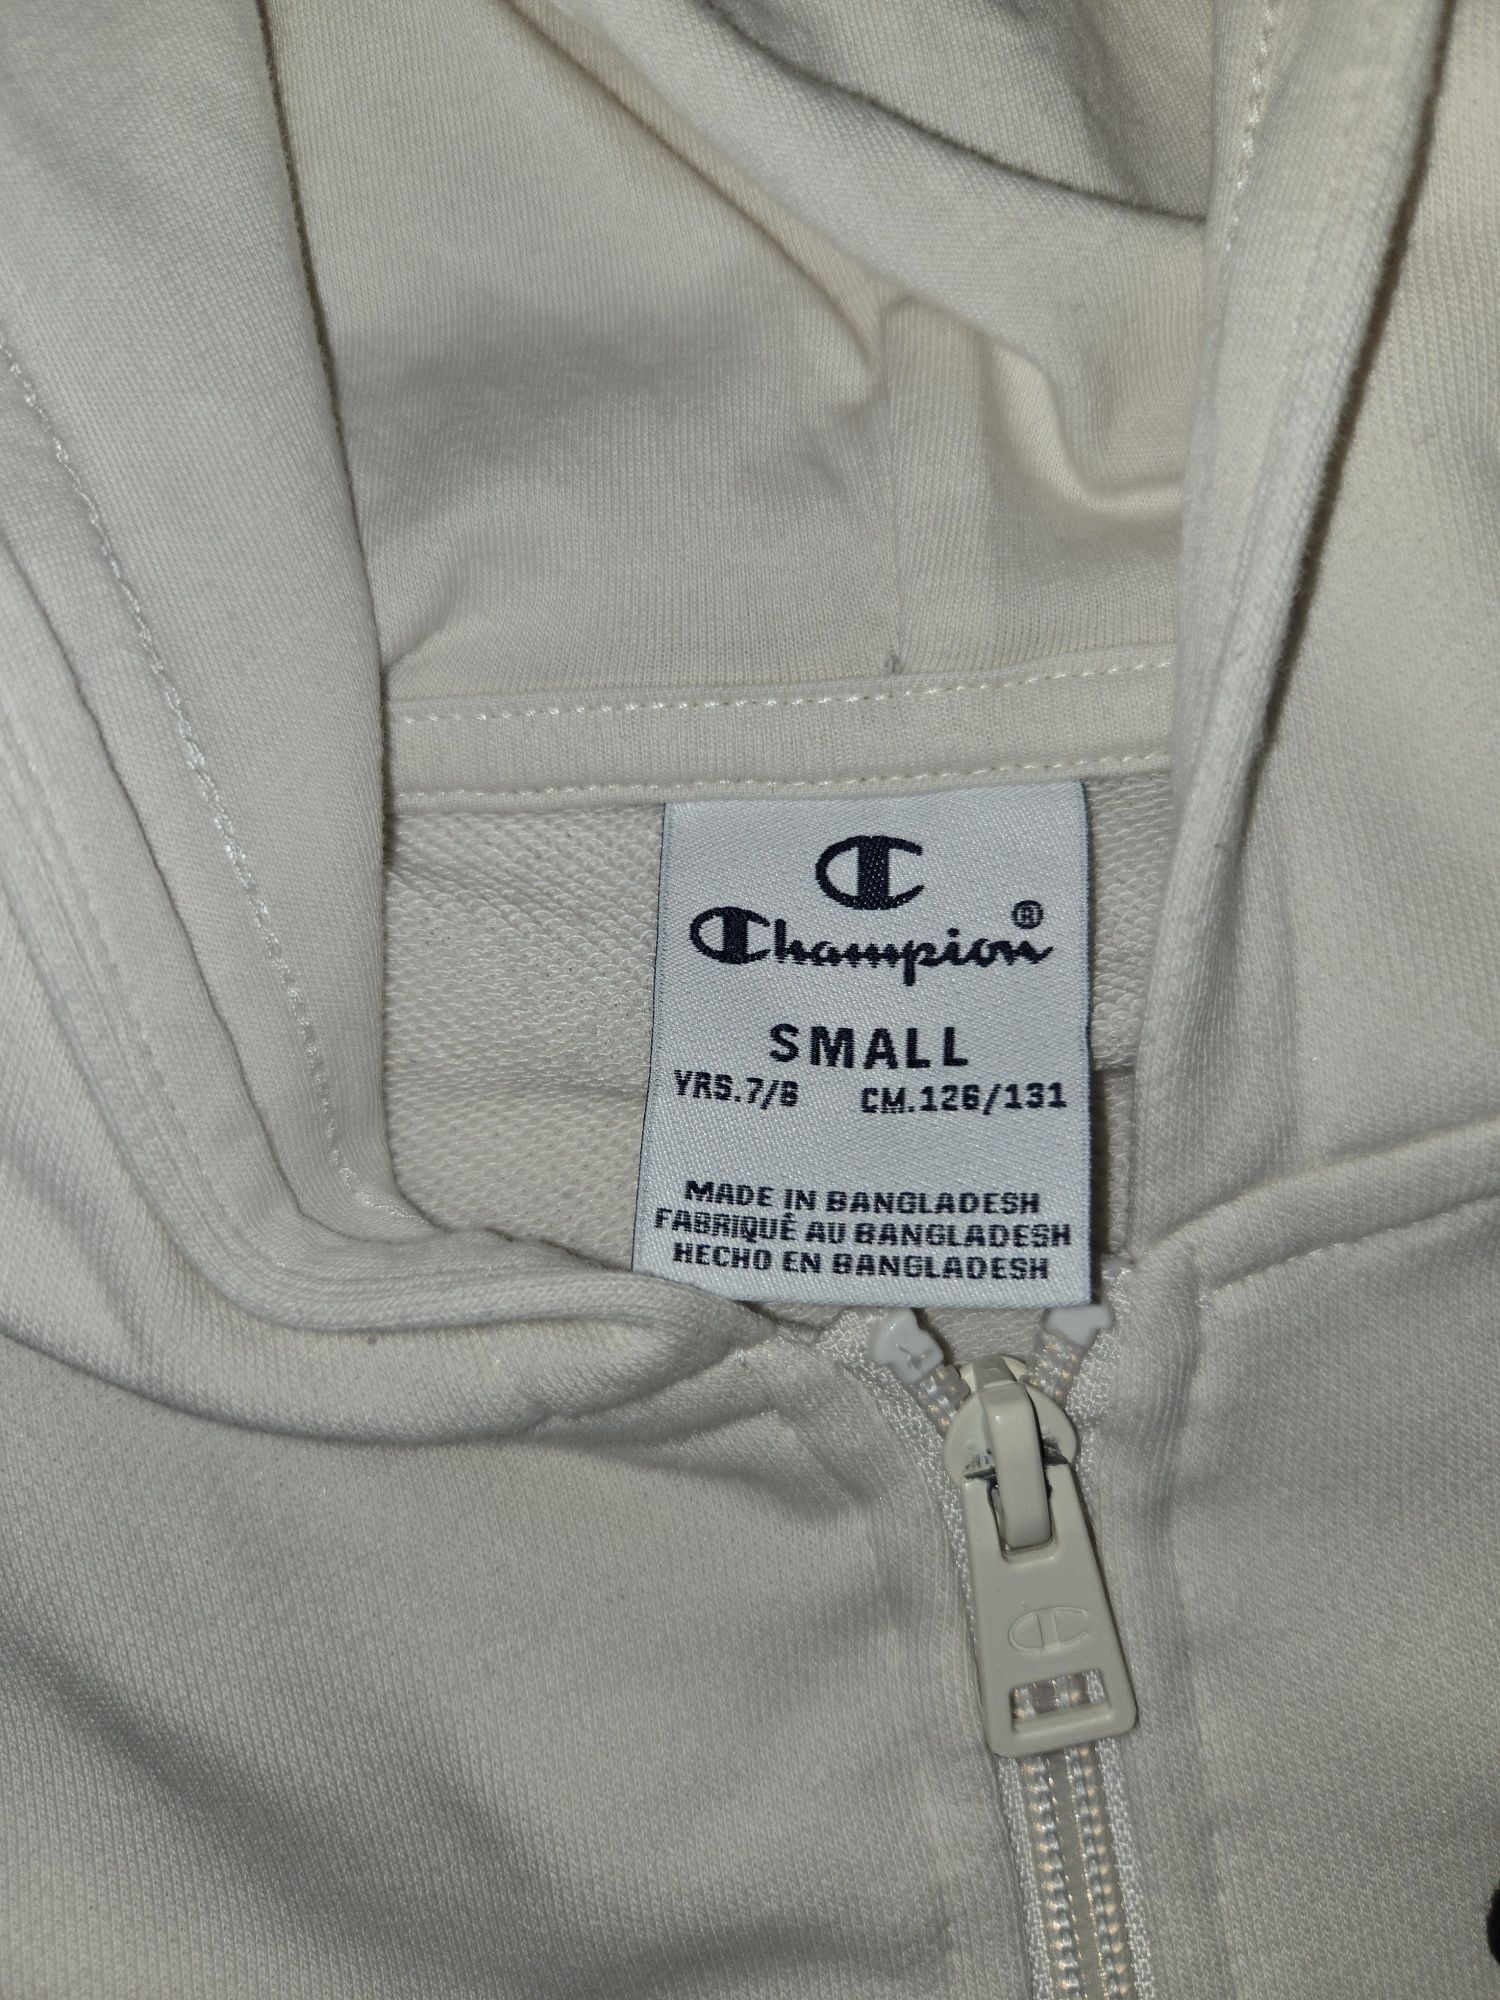 Champion®
SMALL
YRS.7/8 CM.126/131
MADE IN BANGLADESH
FABRIQUÉ AU BANGLADESH
HECHO EN BANGLADESH